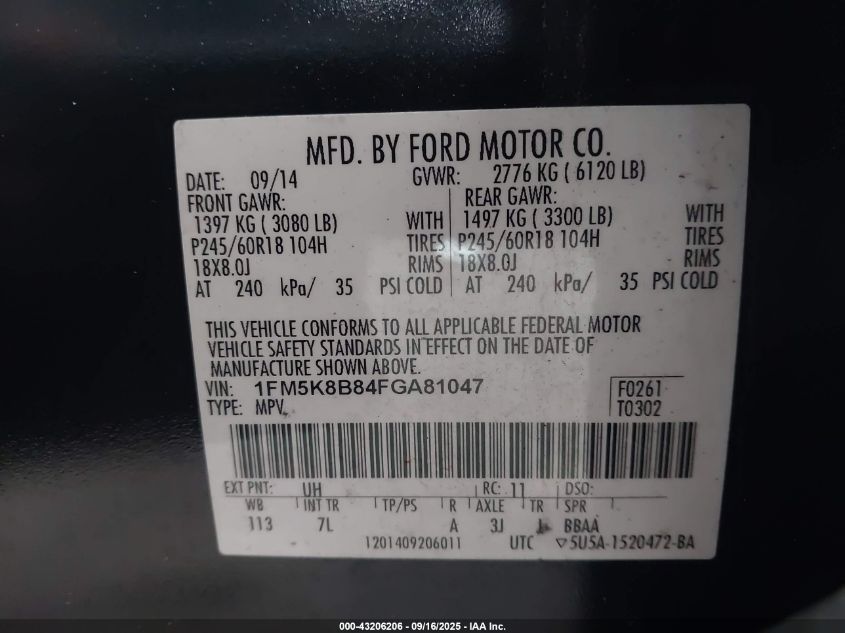 MFD. BY FORD MOTOR CO.
DATE: 09/14 GVWR: 2776 KG ( 6120 LB)
FRONT GAWR: REAR GAWR:
1397 KG ( 3080 LB) WITH 1497 KG ( 3300 LB) WITH
P245/60R18 104H TIRES P245/60R18 104H TIRES
18X8.0J RIMS 18X8.0J RIMS
AT 240 kPa/ 35 PSI COLD AT 240 kPa/ 35 PSI COLD
THIS VEHICLE CONFORMS TO ALL APPLICABLE FEDERAL MOTOR
VEHICLE SAFETY STANDARDS IN EFFECT ON THE DATE OF
MANUFACTURE SHOWN ABOVE.
VIN: 1FM5K8B84FGA81047 F0261
TYPE: MPV T0302
EXT PNT: UH RC: 11 DSO:
WB INT TR TP/PS R AXLE TR SPR
113 7L A 3J J BBAA
1201409206011 UTC ▽5U5A-1520472-BA
000-43206206 - 09/16/2025 - IAA Inc.